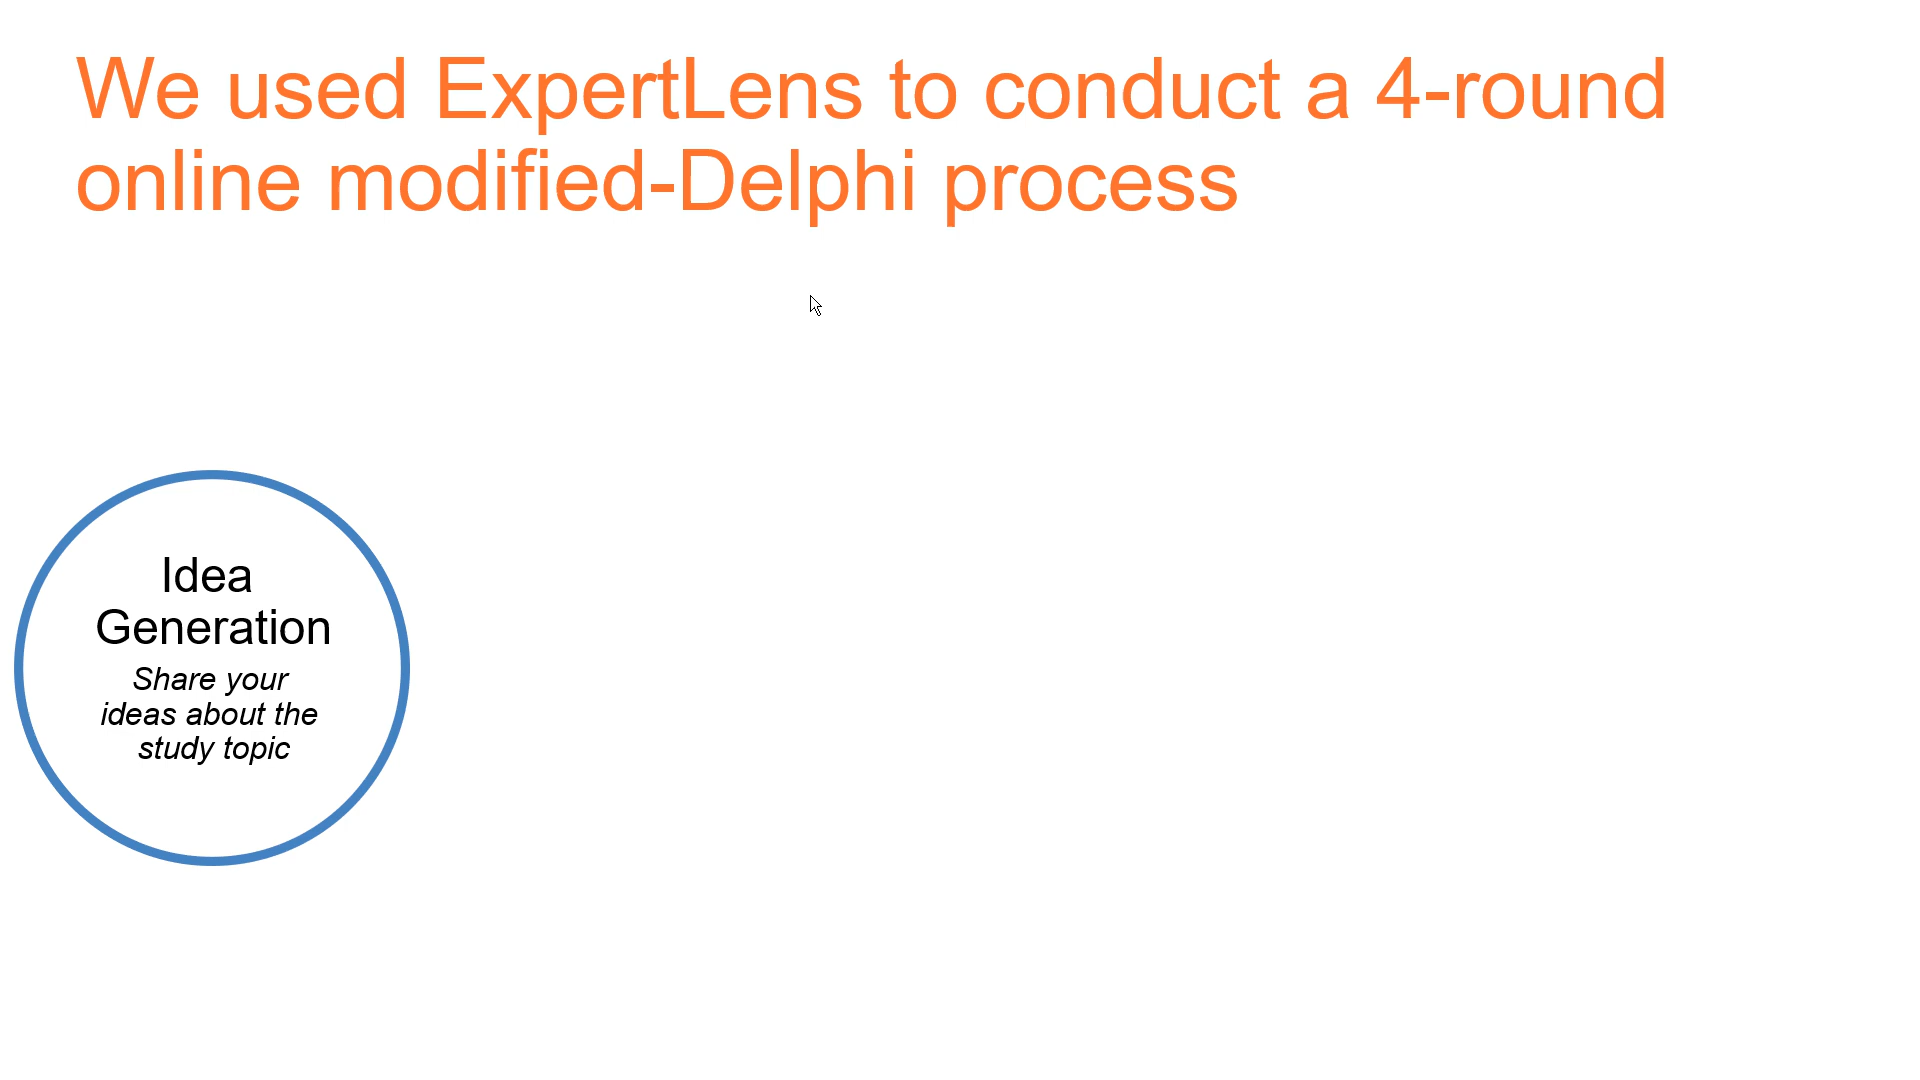 We used ExpertLens to conduct a 4-round
online modified-Delphi process
Idea
Generation
Share your
ideas about the
study topic